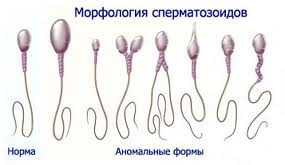 Морфология сперматозоидов
Норма
Аномальные формы